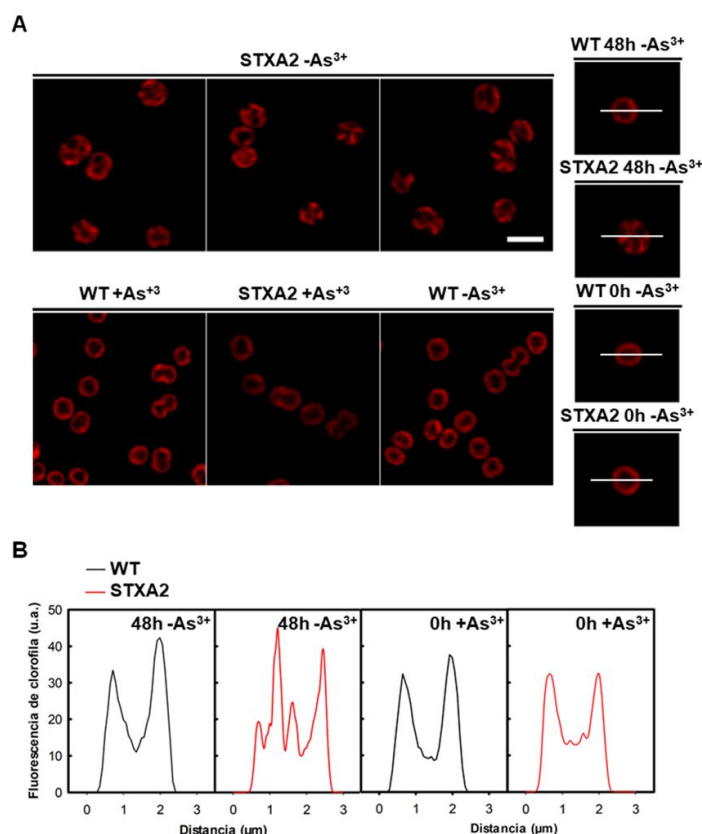 A
STXA2 -As³⁺
WT 48h -As³⁺
STXA2 48h -As³⁺
WT +As⁺³
STXA2 +As⁺³
WT -As³⁺
WT 0h -As³⁺
STXA2 0h -As³⁺
B
WT
STXA2
Fluorescencia de clorofila (u.a.)
50
40
30
20
10
0
48h -As³⁺
48h -As³⁺
0h +As³⁺
0h +As³⁺
0 1 2 3
0 1 2 3
0 1 2 3
0 1 2 3
Distancia (µm)
Distancia (µm)